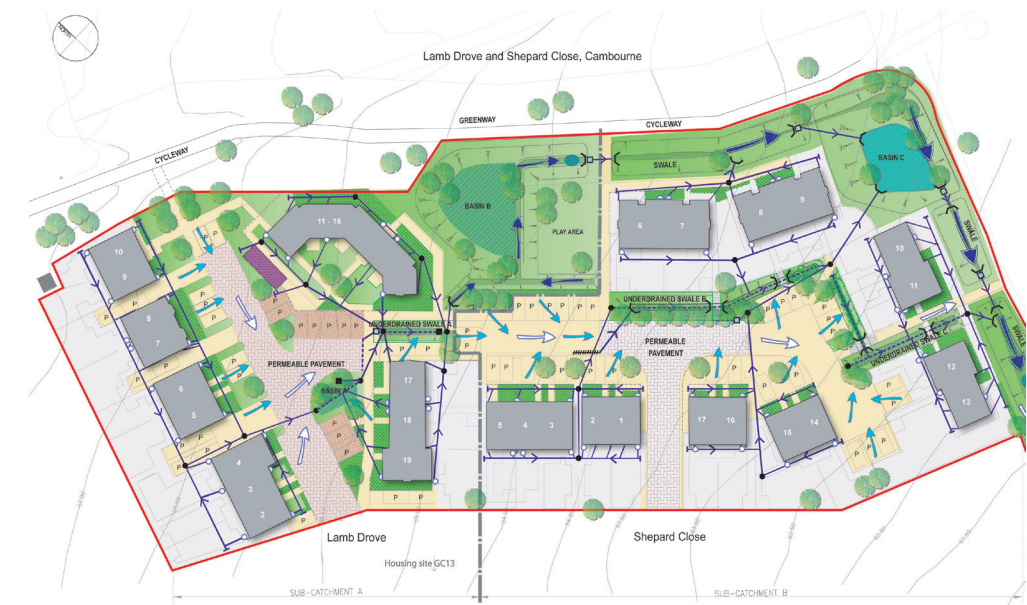 NORTH
Lamb Drove and Shepard Close, Cambourne
GREENWAY
CYCLEWAY
CYCLEWAY
SWALE
BASIN C
BASIN B
PLAY AREA
11 - 16
10
9
8
7
6
5
4
3
2
PERMEABLE PAVEMENT
BASIN A
UNDERDRAINED SWALE A
17
18
19
6 7
8 9
UNDERDRAINED SWALE B
PERMEABLE
PAVEMENT
5 4 3
2 1
17 16
15 14
10
11
SWALE
SWALE
UNDERDRAINED SWALE C
12
13
Lamb Drove
Shepard Close
Housing site GC13
SUB-CATCHMENT A
SUB-CATCHMENT B